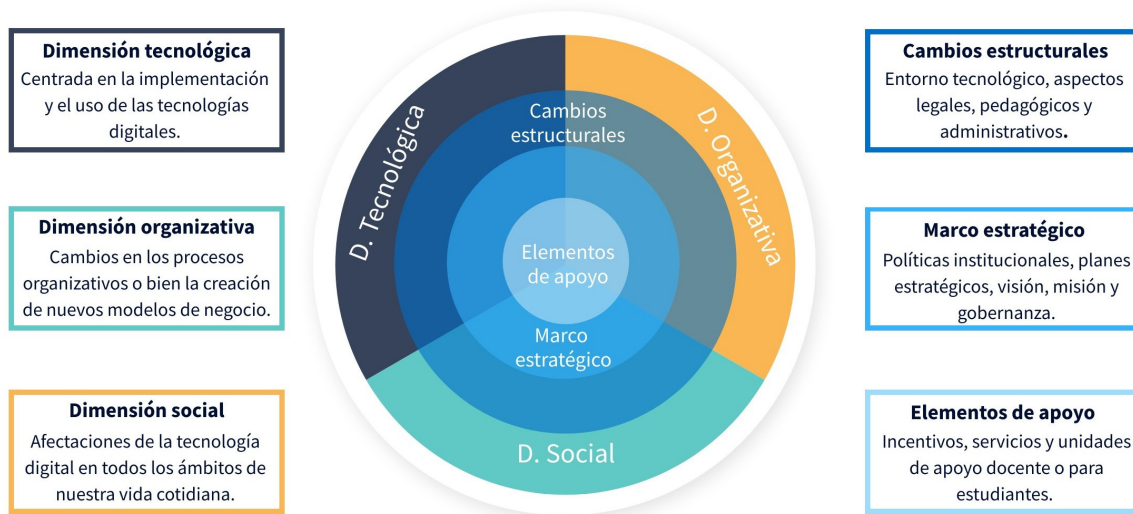 Dimensión tecnológica
Centrada en la implementación
y el uso de las tecnologías
digitales.
Dimensión organizativa
Cambios en los procesos
organizativos o bien la creación
de nuevos modelos de negocio.
Dimensión social
Afectaciones de la tecnología
digital en todos los ámbitos de
nuestra vida cotidiana.
D. Tecnológica
D. Organizativa
D. Social
Cambios
estructurales
Elementos
de apoyo
Marco
estratégico
Cambios estructurales
Entorno tecnológico, aspectos
legales, pedagógicos y
administrativos.
Marco estratégico
Políticas institucionales, planes
estratégicos, visión, misión y
gobernanza.
Elementos de apoyo
Incentivos, servicios y unidades
de apoyo docente o para
estudiantes.